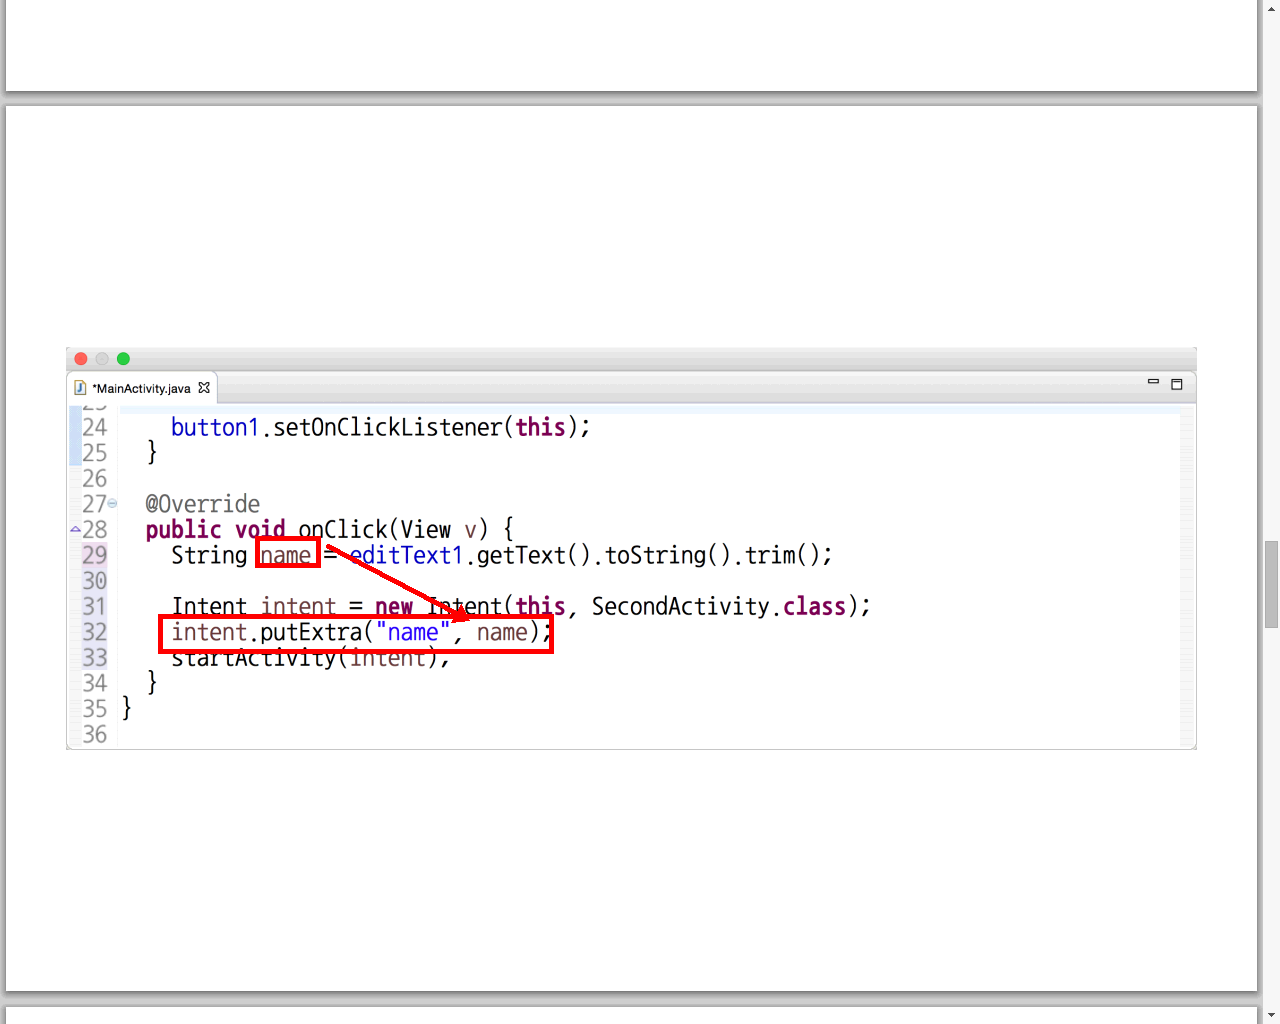 *MainActivity.java
24 button1.setOnClickListener(this);
25 }
26
27 @Override
28 public void onClick(View v) {
29 String name = editText1.getText().toString().trim();
30
31 Intent intent = new Intent(this, SecondActivity.class);
32 intent.putExtra("name", name);
33 startActivity(intent);
34 }
35 }
36